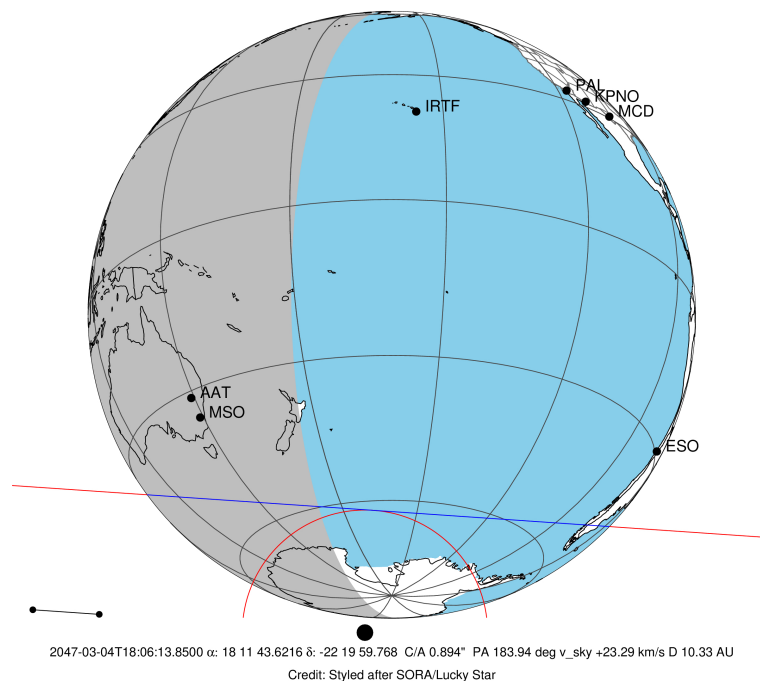 PAL
KPNO
MCD
IRTF
AAT
MSO
ESO
2047-03-04T18:06:13.8500 α: 18 11 43.6216 δ: -22 19 59.768 C/A 0.894" PA 183.94 deg v_sky +23.29 km/s D 10.33 AU
Credit: Styled after SORA/Lucky Star